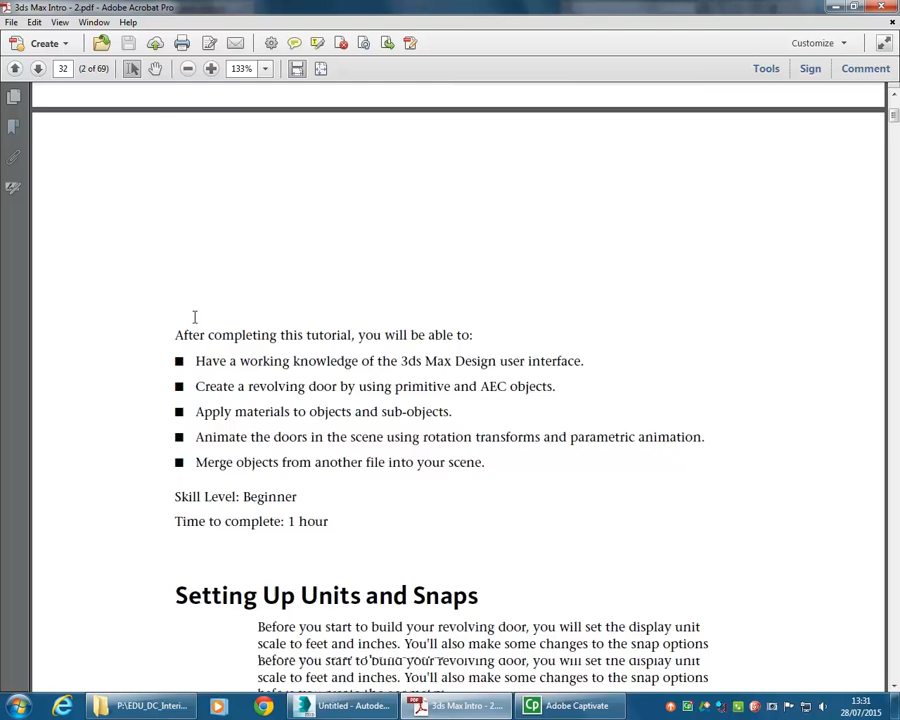 3ds Max Intro - 2.pdf - Adobe Acrobat Pro
File Edit View Window Help
Create Customize
32 (2 of 69) 133% Tools Sign Comment
After completing this tutorial, you will be able to:
■ Have a working knowledge of the 3ds Max Design user interface.
■ Create a revolving door by using primitive and AEC objects.
■ Apply materials to objects and sub-objects.
■ Animate the doors in the scene using rotation transforms and parametric animation.
■ Merge objects from another file into your scene.
Skill Level: Beginner
Time to complete: 1 hour
Setting Up Units and Snaps
Before you start to build your revolving door, you will set the display unit
scale to feet and inches. You'll also make some changes to the snap options
before you start to build your revolving door, you will set the display unit
scale to feet and inches. You'll also make some changes to the snap options
P:\EDU_DC_Interi... Untitled - Autode... 3ds Max Intro - 2.... Adobe Captivate 13:31
28/07/2015